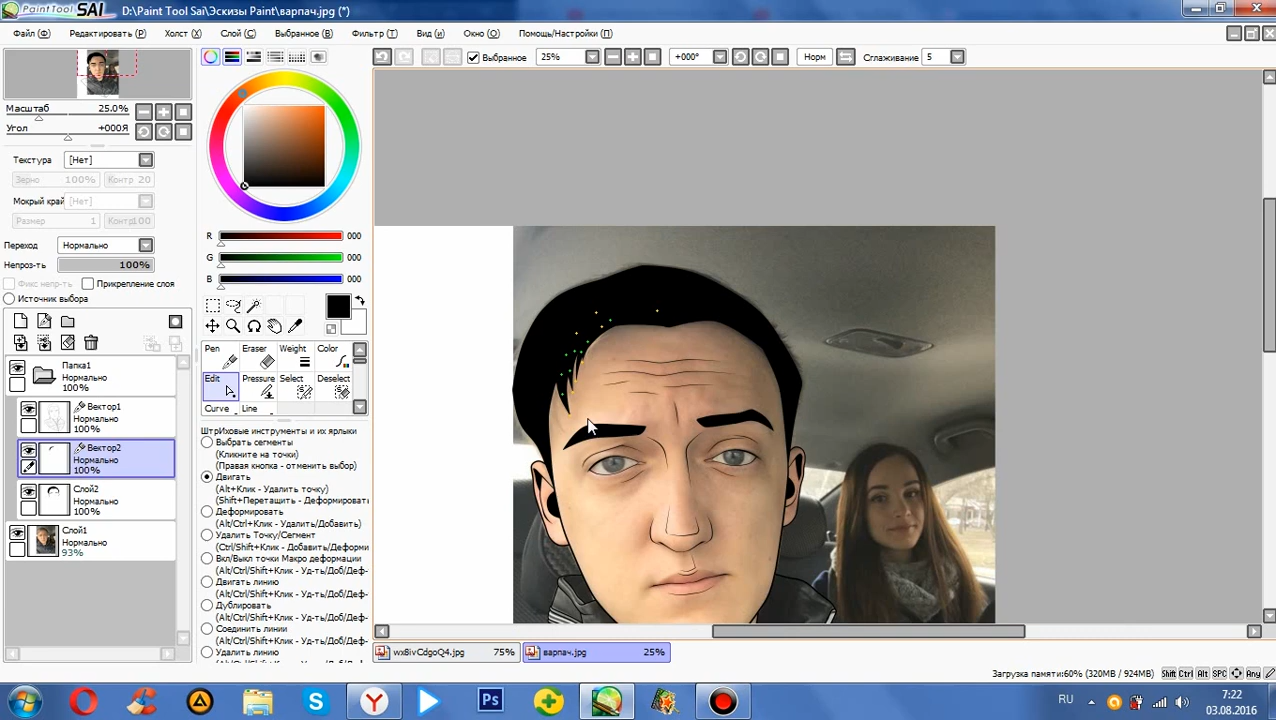 PaintTool SAI D:\Paint Tool Sai\Эскизы Paint\варпач.jpg (*)
Файл (Ф) Редактировать (Р) Холст (Х) Слой (С) Выбранное (В) Фильтр (Т) Вид (и) Окно (О) Помощь/Настройки (П)
Выбранное 25% +000° Норм Сглаживание 5
Масштаб 25.0%
Угол +000Я
Текстура [Нет]
Зерно 100% Контр 20
Мокрый край [Нет]
Размер 1 Контр 100
Переход Нормально
Непроз-ть 100%
Фикс непр-ть Прикрепление слоя
Источник выбора
R 000
G 000
B 000
Pen Eraser Weight Color
Edit Pressure Select Deselect
Curve Line
Папка1
Нормально
100%
Вектор1
Нормально
100%
Вектор2
Нормально
100%
Слой2
Нормально
100%
Слой1
Нормально
93%
ШтрИховые инструменты и их ярлыки
Выбрать сегменты
(Кликните на точки)
(Правая кнопка - отменить выбор)
Двигать
(Alt+Клик - Удалить точку)
(Shift+Перетащить - Деформировать
Деформировать
(Alt/Ctrl+Клик - Удалить/Добавить)
Удалить Точку/Сегмент
(Ctrl/Shift+Клик - Добавить/Деформи
Вкл/Выкл точки Макро деформации
(Alt/Ctrl/Shift+Клик - Уд-ть/Доб/Деф-
Двигать линию
(Alt/Ctrl/Shift+Клик - Уд-ть/Доб/Деф-
Дублировать
(Alt/Ctrl/Shift+Клик - Уд-ть/Доб/Деф-
Соединить линии
(Alt/Ctrl/Shift+Клик - Уд-ть/Доб/Деф-
Удалить линию
wx8ivCdgoQ4.jpg 75% варпач.jpg 25%
Загрузка памяти:60% (320MB / 924MB) Shift Ctrl Alt SPC Any
Ps
RU 7:22
03.08.2016